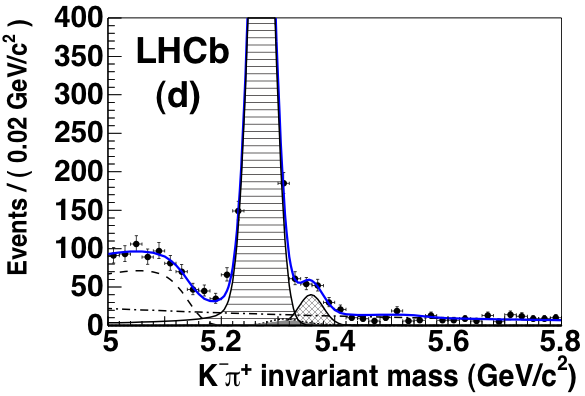 400
350
300
250
200
150
100
50
0
Events / ( 0.02 GeV/c² )
LHCb
(d)
5 5.2 5.4 5.6 5.8
K⁻π⁺ invariant mass (GeV/c²)